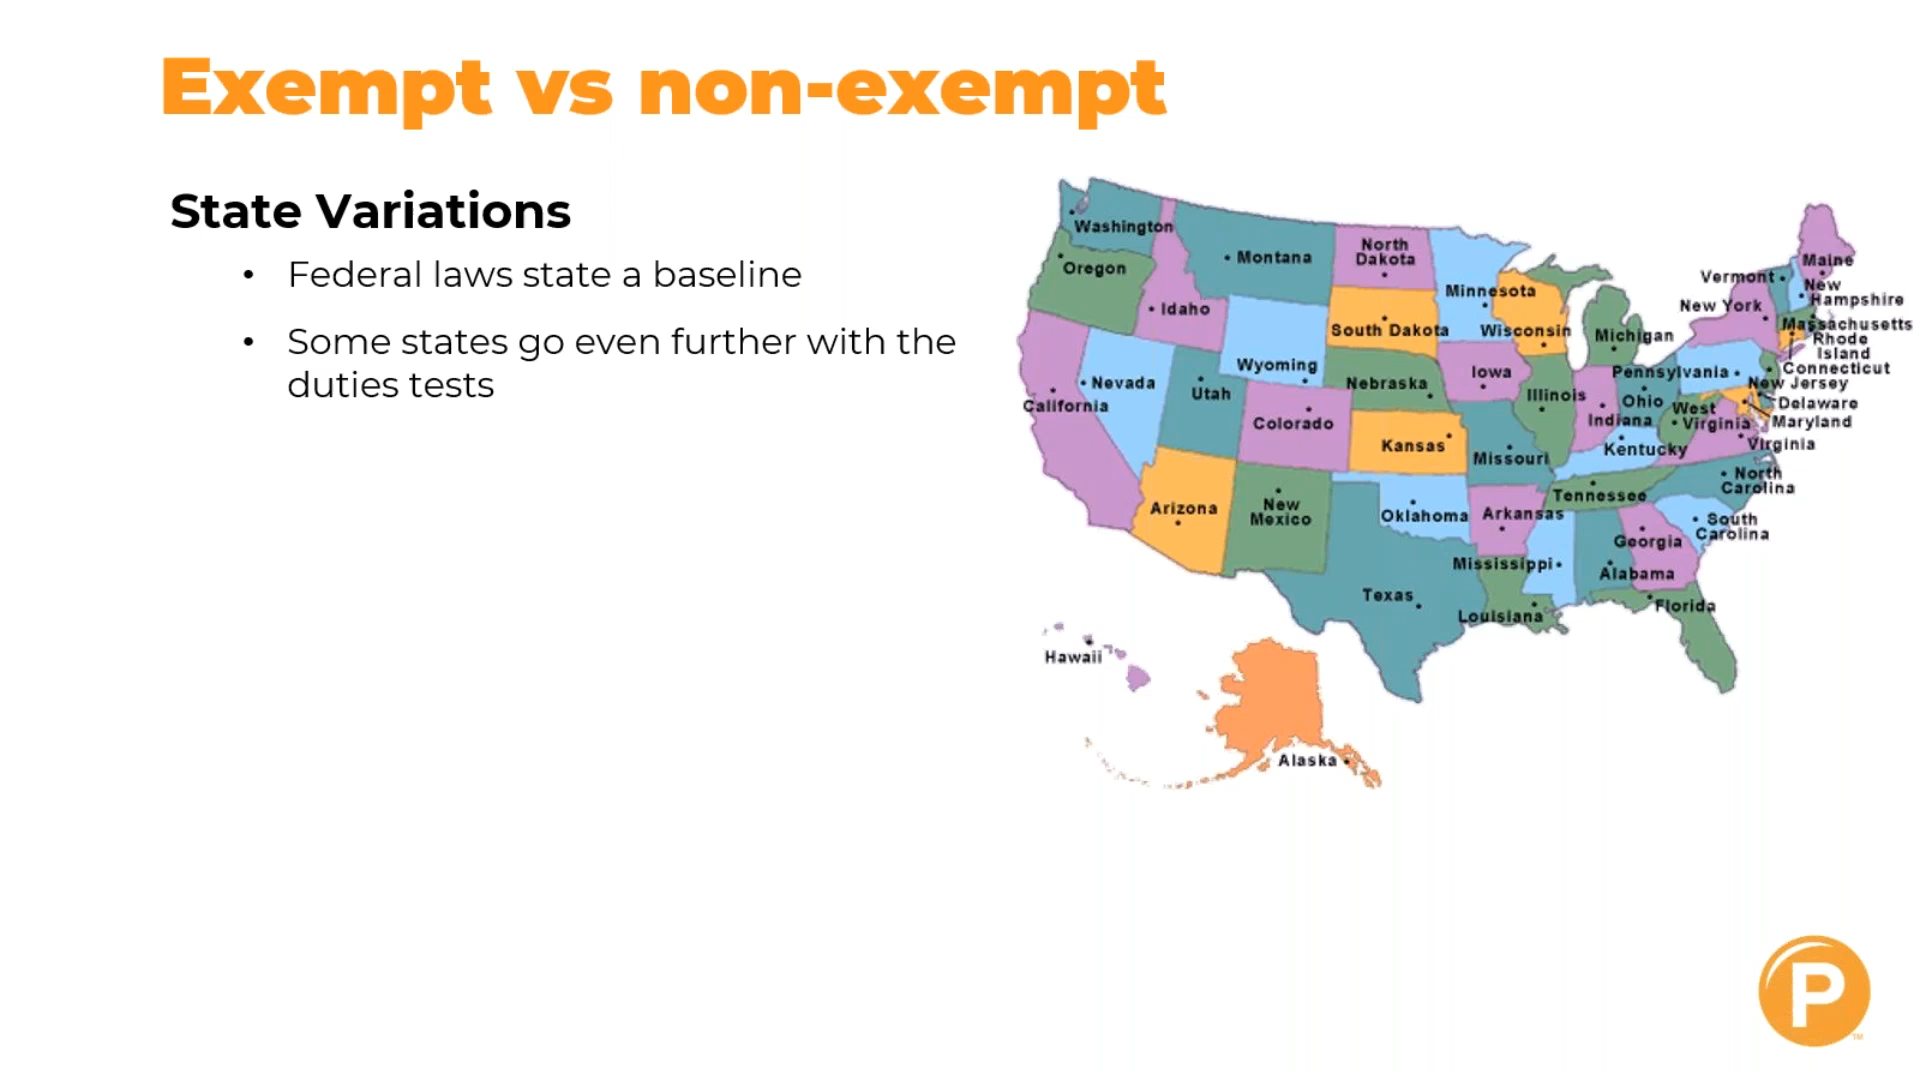 Exempt vs non-exempt
State Variations
• Federal laws state a baseline
• Some states go even further with the
duties tests
Washington
Oregon
Idaho
Montana
North
Dakota
Minnesota
South Dakota
Wisconsin
Michigan
Wyoming
Nevada
Utah
California
Colorado
Nebraska
Iowa
Illinois
Indiana
Ohio
Pennsylvania
New York
Vermont
Maine
New
Hampshire
Massachusetts
Rhode
Island
Connecticut
New Jersey
Delaware
Maryland
West
Virginia
Virginia
Kentucky
Kansas
Missouri
Arizona
New
Mexico
Oklahoma
Arkansas
Tennessee
North
Carolina
South
Carolina
Georgia
Alabama
Mississippi
Texas
Louisiana
Florida
Hawaii
Alaska
P
TM